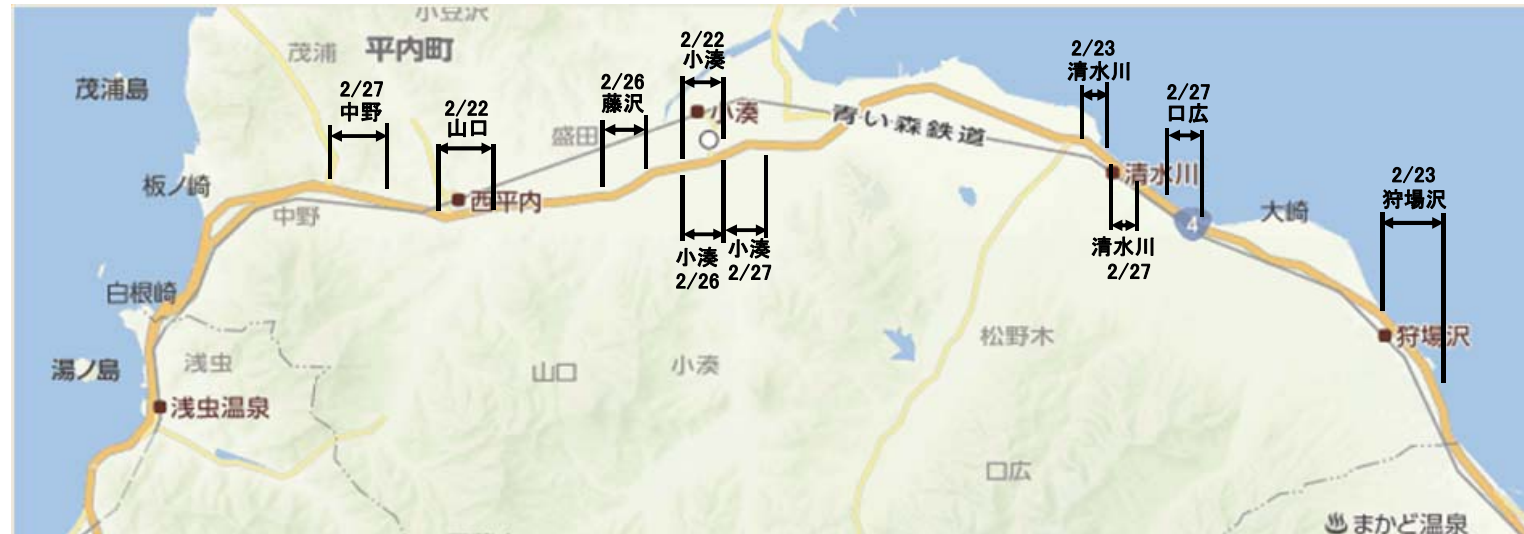 小豆沢
茂浦
平内町
茂浦島
2/27
中野
2/22
山口
2/26
藤沢
2/22
小湊
小湊
盛田
青い森鉄道
2/23
清水川
2/27
口広
清水川
2/23
狩場沢
板ノ崎
中野
西平内
小湊
2/26
小湊
2/27
清水川
2/27
4
大崎
白根崎
湯ノ島
浅虫
浅虫温泉
山口
小湊
松野木
狩場沢
口広
まかど温泉